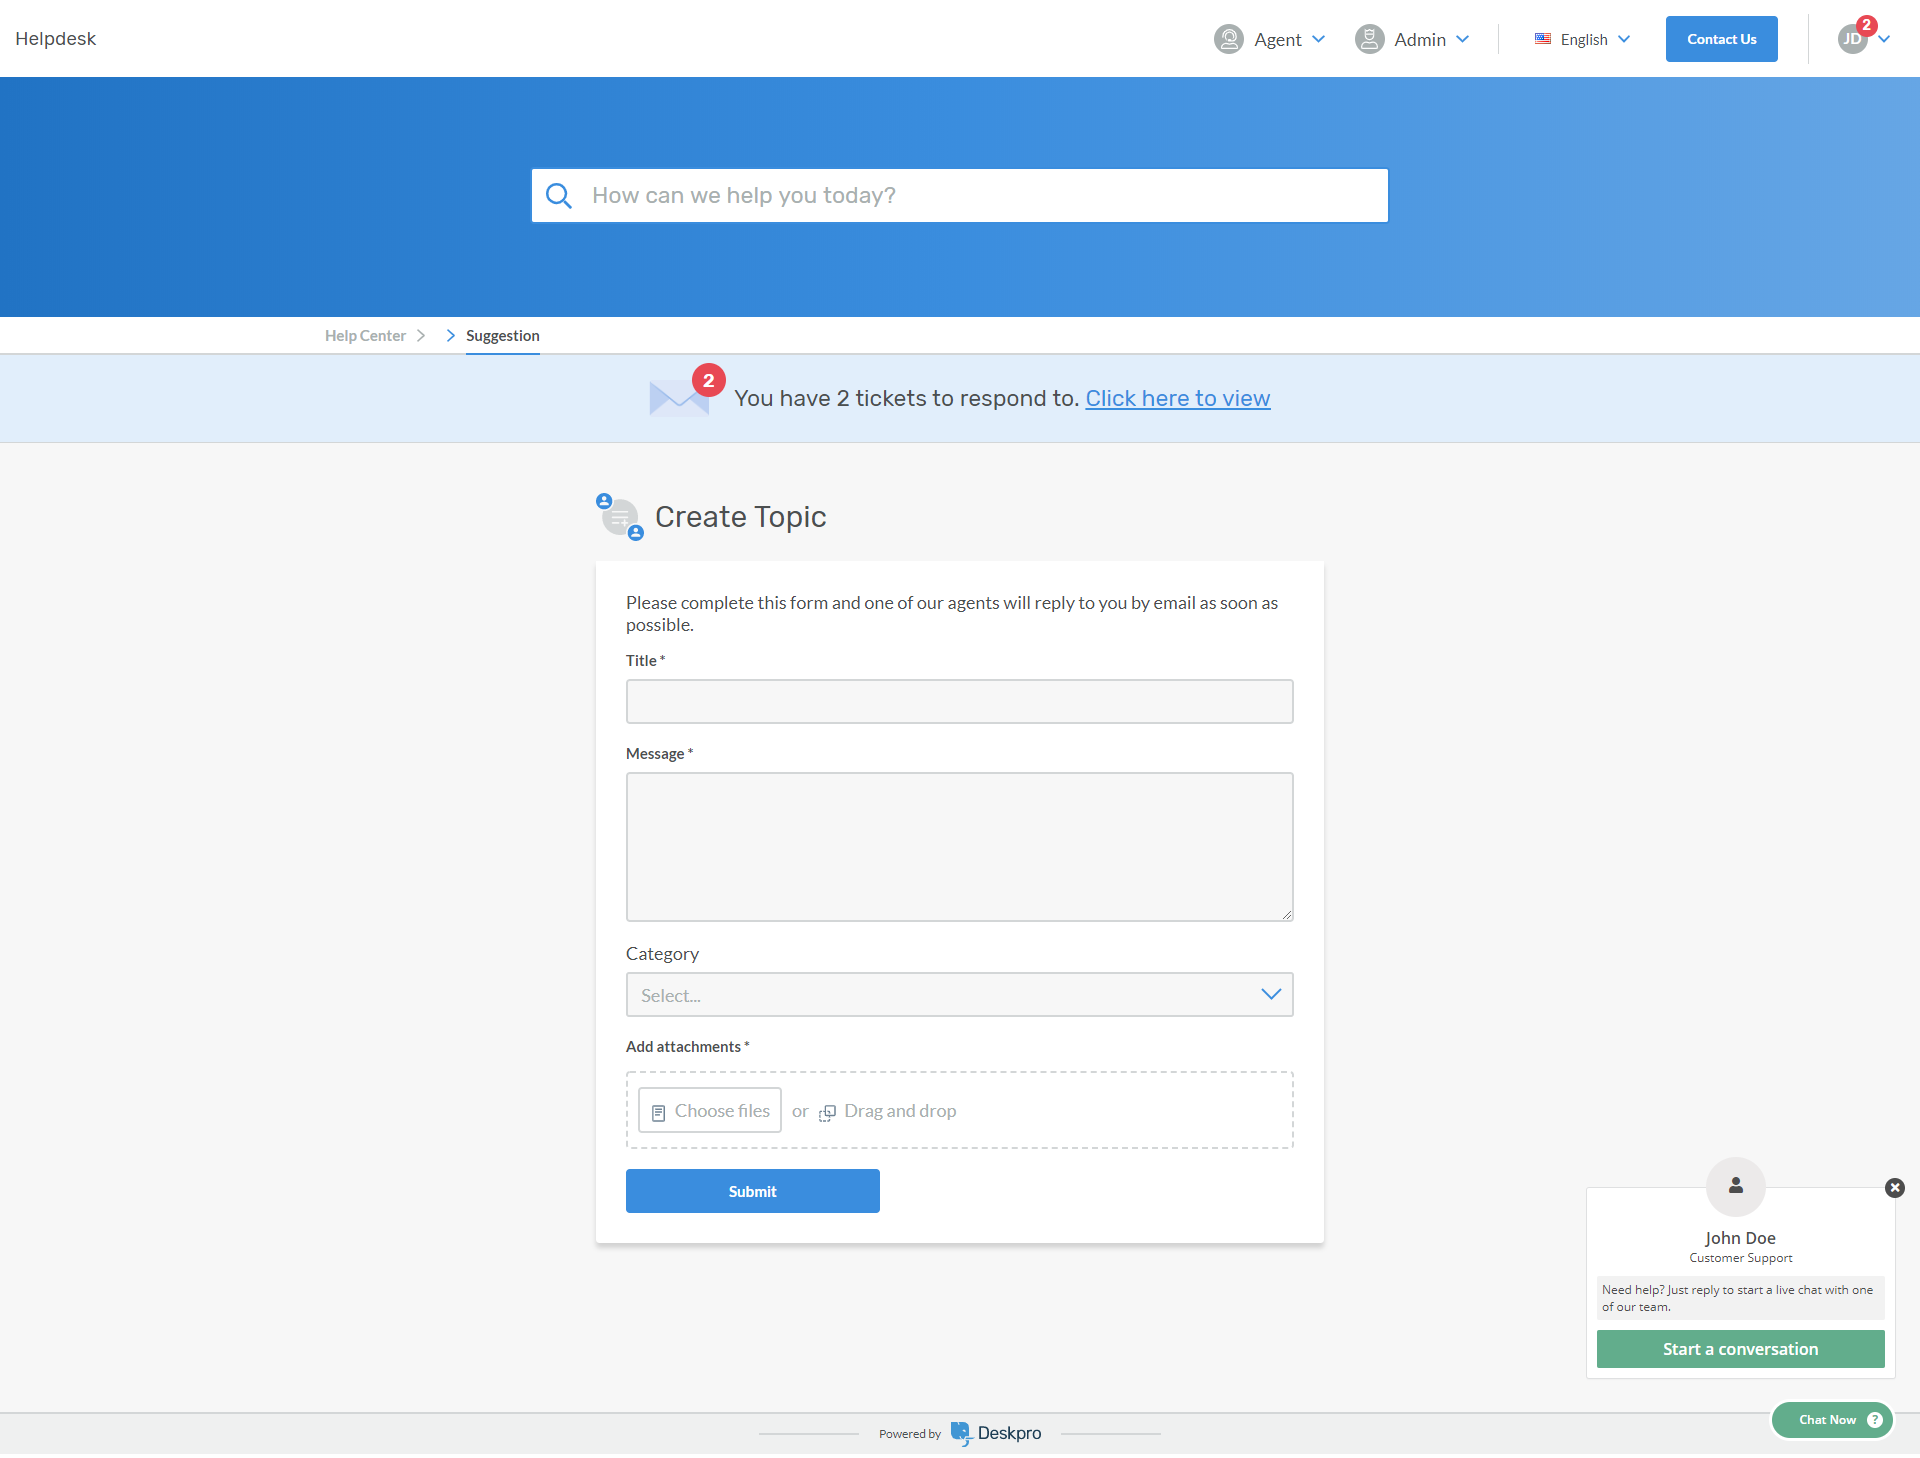 Helpdesk
Agent
Admin
English
Contact Us
JD
2
How can we help you today?
Help Center
Suggestion
2
You have 2 tickets to respond to. Click here to view
Create Topic
Please complete this form and one of our agents will reply to you by email as soon as
possible.
Title *
Message *
Category
Select...
Add attachments *
Choose files or Drag and drop
Submit
John Doe
Customer Support
Need help? Just reply to start a live chat with one
of our team.
Start a conversation
Chat Now ?
Powered by Deskpro